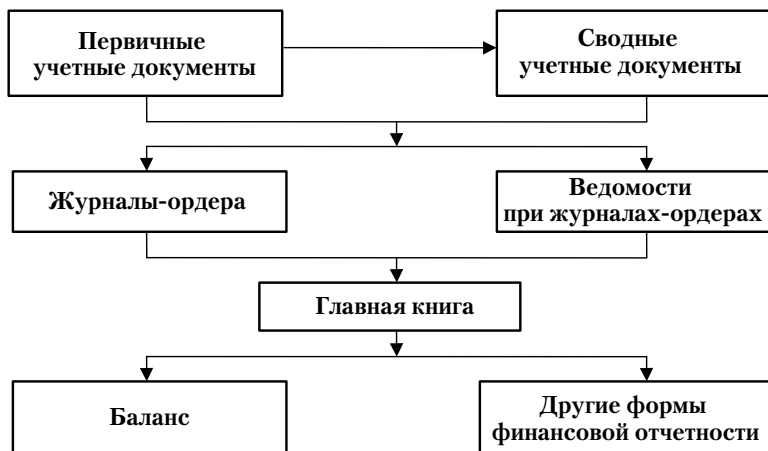 Первичные
учетные документы
Сводные
учетные документы
Журналы-ордера
Ведомости
при журналах-ордерах
Главная книга
Баланс
Другие формы
финансовой отчетности